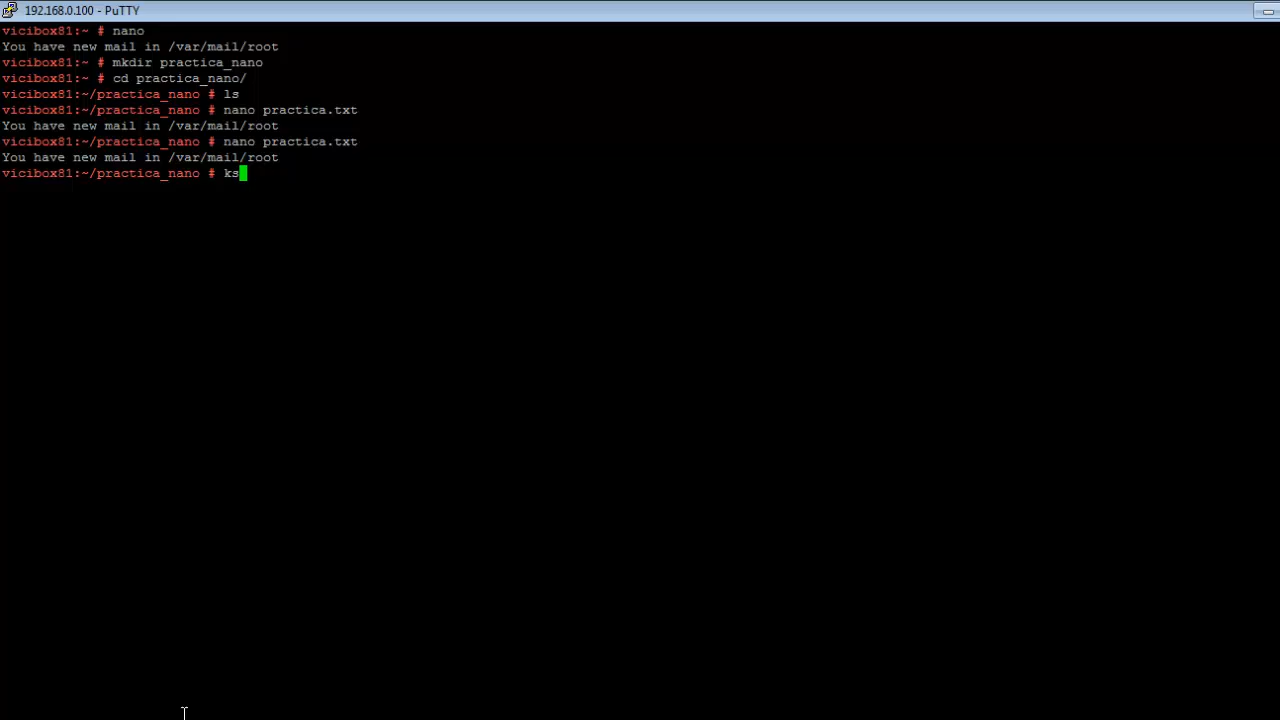 192.168.0.100 - PuTTY
vicibox81:~ # nano
You have new mail in /var/mail/root
vicibox81:~ # mkdir practica_nano
vicibox81:~ # cd practica_nano/
vicibox81:~/practica_nano # ls
vicibox81:~/practica_nano # nano practica.txt
You have new mail in /var/mail/root
vicibox81:~/practica_nano # nano practica.txt
You have new mail in /var/mail/root
vicibox81:~/practica_nano # ks